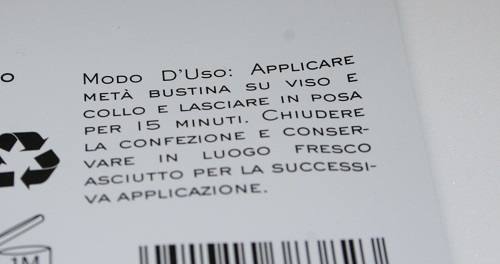 O
MODO D'USO: APPLICARE
METÀ BUSTINA SU VISO E
COLLO E LASCIARE IN POSA
PER 15 MINUTI. CHIUDERE
LA CONFEZIONE E CONSER-
VARE IN LUOGO FRESCO
ASCIUTTO PER LA SUCCESSI-
VA APPLICAZIONE.
1M